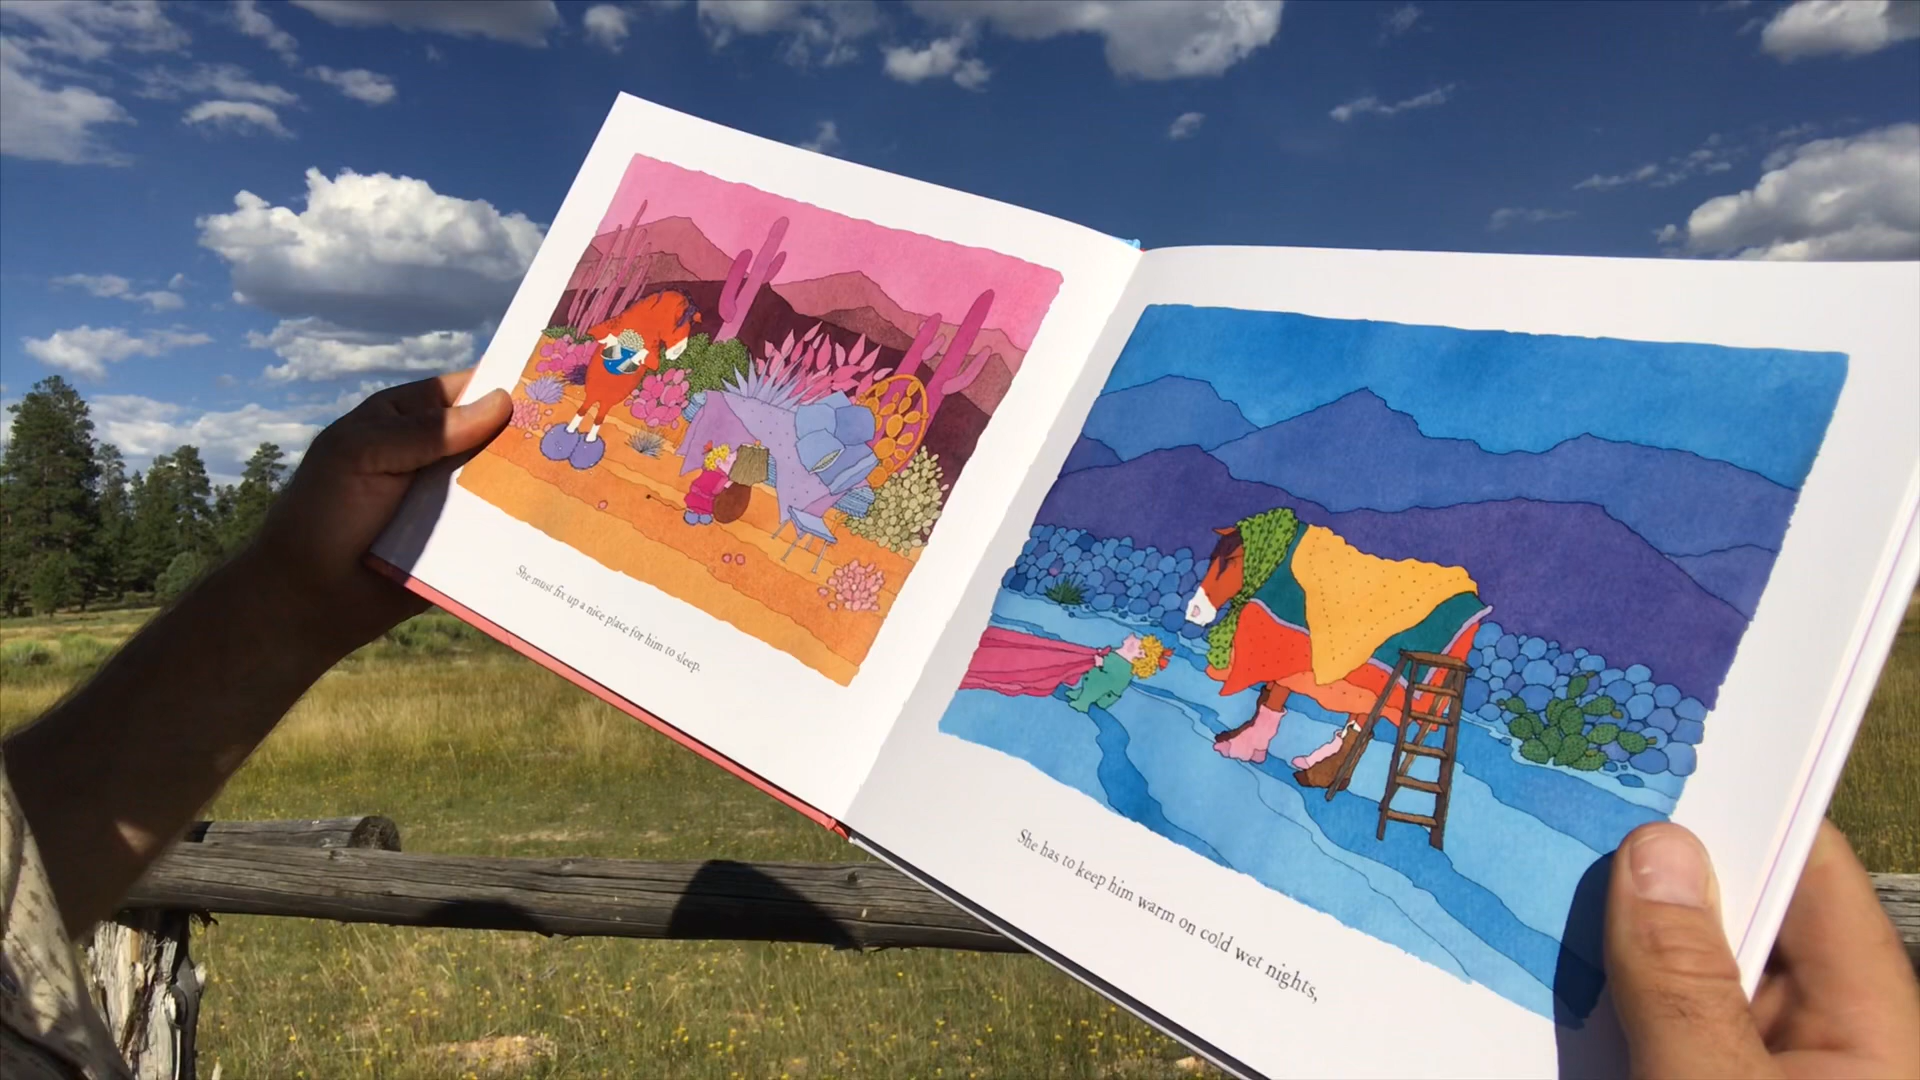 She must fix up a nice place for him to sleep.
She has to keep him warm on cold wet nights,